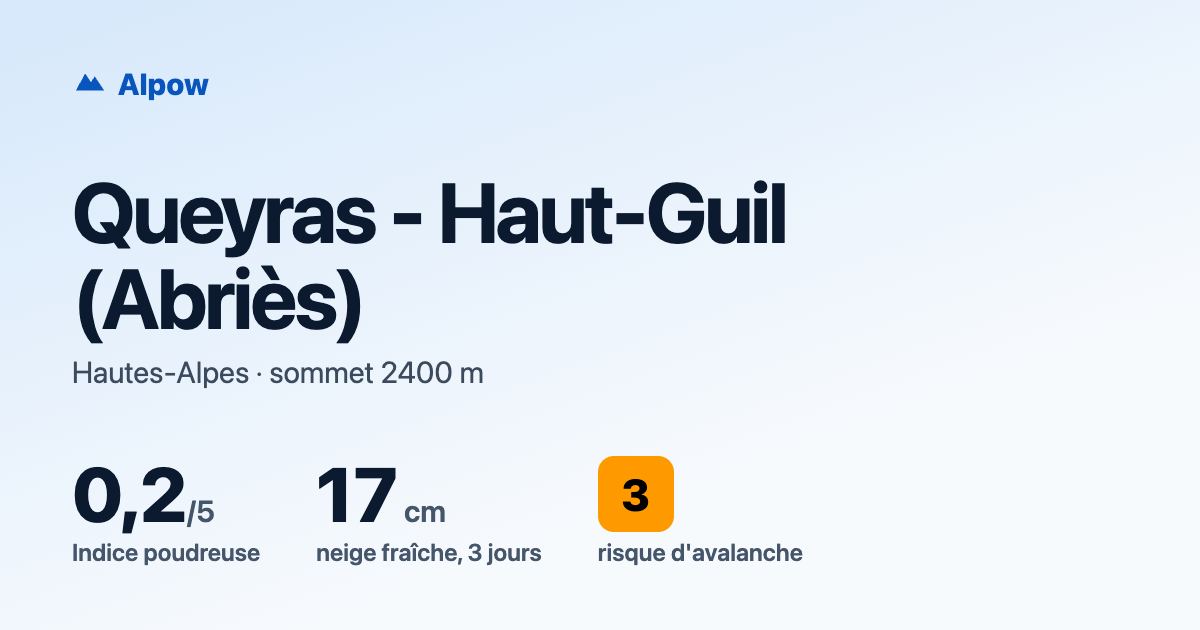 Alpow
Queyras - Haut-Guil
(Abriès)
Hautes-Alpes · sommet 2400 m
0,2/5 17 cm 3
Indice poudreuse neige fraîche, 3 jours risque d'avalanche